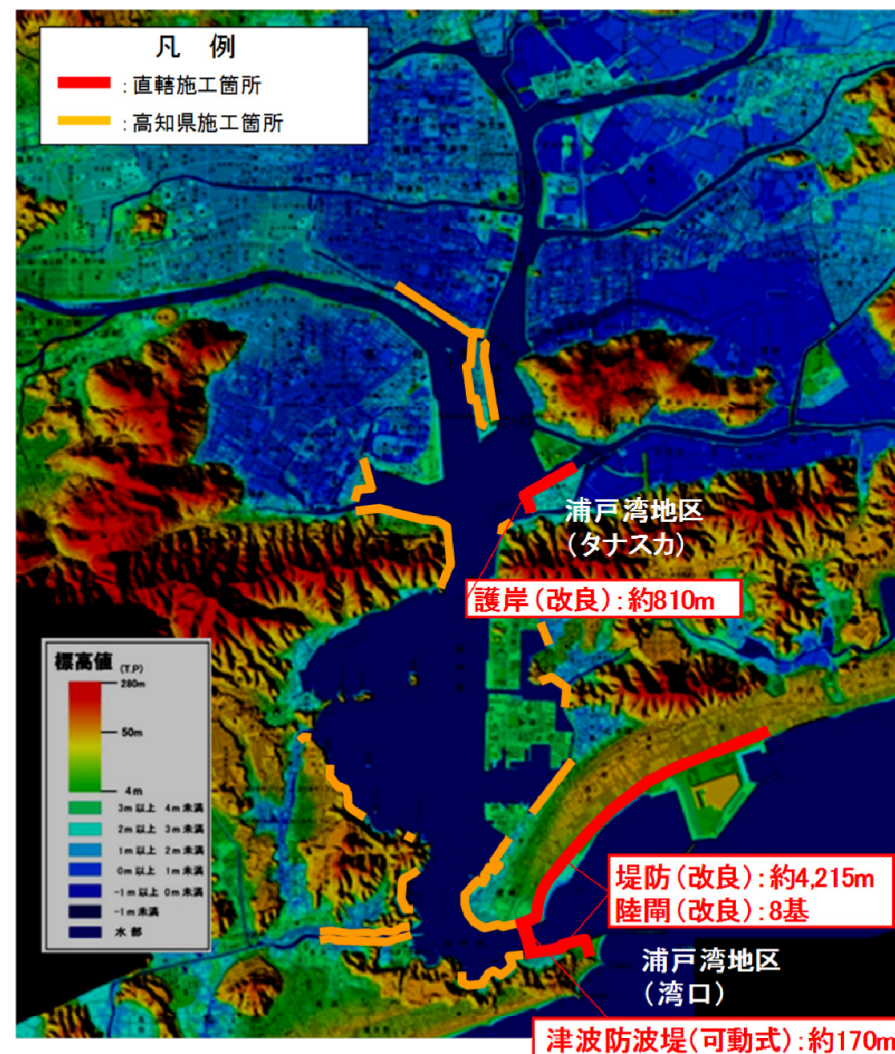 凡 例
：直轄施工箇所
：高知県施工箇所
浦戸湾地区
（タナスカ）
護岸（改良）：約810m
標高値 (T.P)
280m
50m
4m
3m以上 4m未満
2m以上 3m未満
1m以上 2m未満
0m以上 1m未満
-1m以上 0m未満
-1m未満
水部
堤防（改良）：約4,215m
陸閘（改良）：8基
浦戸湾地区
（湾口）
津波防波堤（可動式）：約170m